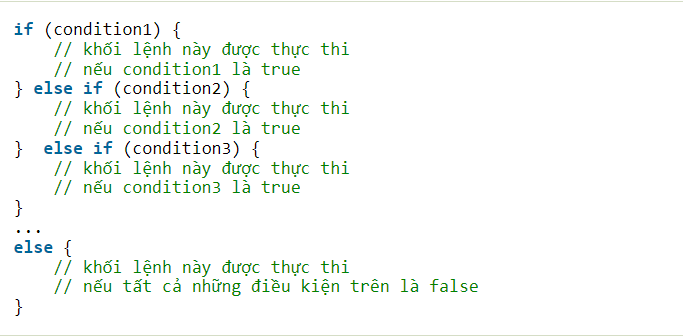 if (condition1) {
    // khối lệnh này được thực thi
    // nếu condition1 là true
} else if (condition2) {
    // khối lệnh này được thực thi
    // nếu condition2 là true
}  else if (condition3) {
    // khối lệnh này được thực thi
    // nếu condition3 là true
}
...
else {
    // khối lệnh này được thực thi
    // nếu tất cả những điều kiện trên là false
}